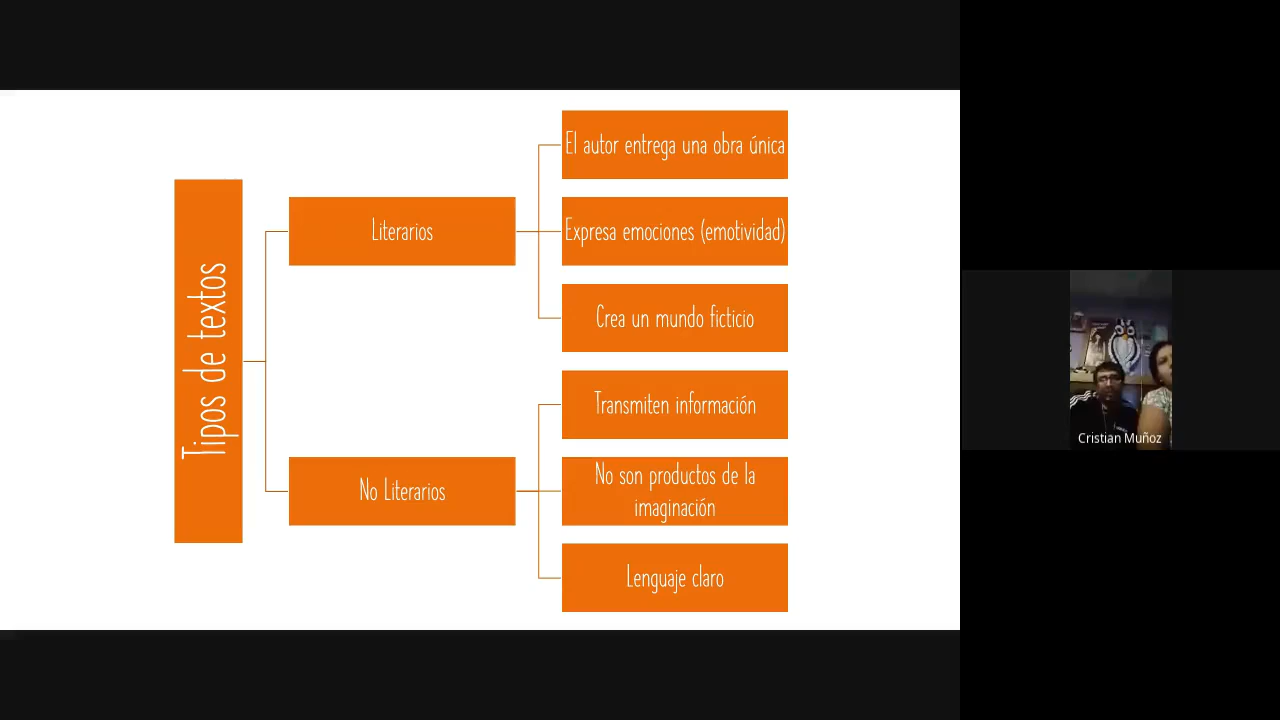 Tipos de textos
Literarios
El autor entrega una obra única
Expresa emociones (emotividad)
Crea un mundo ficticio
No Literarios
Transmiten información
No son productos de la
imaginación
Lenguaje claro
Cristian Muñoz